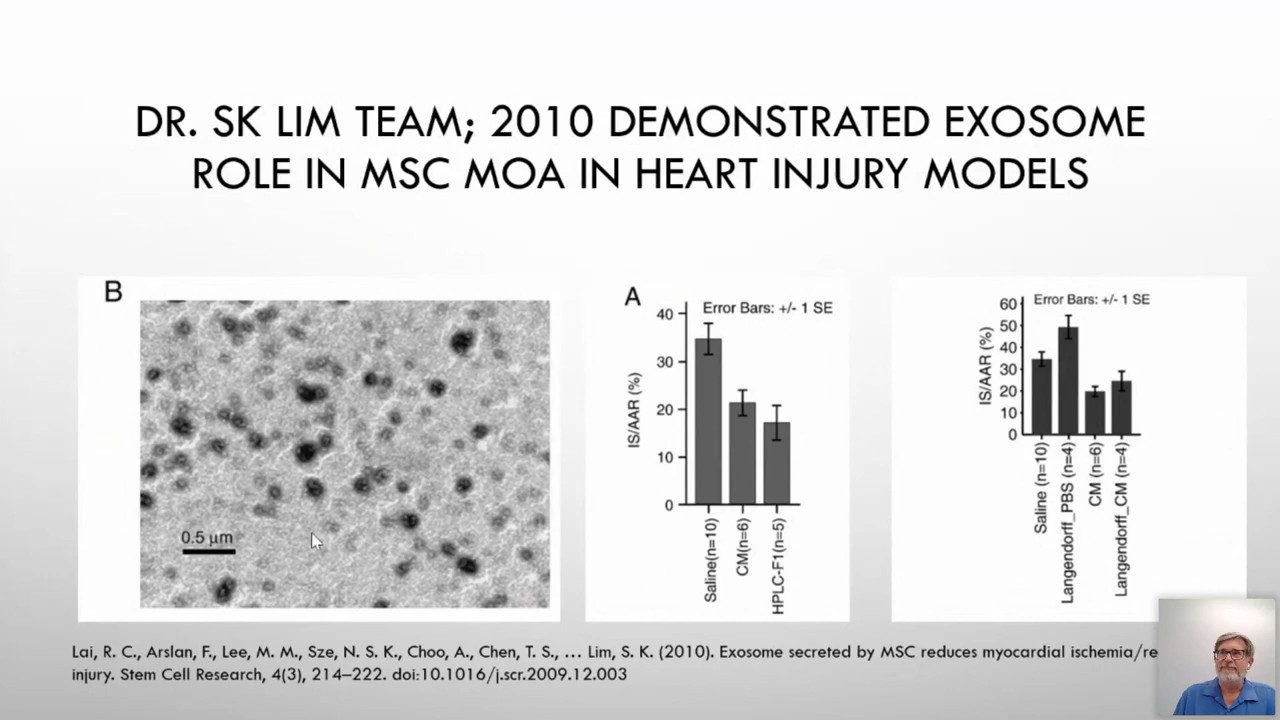 DR. SK LIM TEAM; 2010 DEMONSTRATED EXOSOME
ROLE IN MSC MOA IN HEART INJURY MODELS
B
0.5 μm
A
Error Bars: +/- 1 SE
IS/AAR (%)
40
30
20
10
0
Saline(n=10)
CM(n=6)
HPLC-F1(n=5)
Error Bars: +/- 1 SE
IS/AAR (%)
60
50
40
30
20
10
0
Saline (n=10)
Langendorff_PBS (n=4)
CM (n=6)
Langendorff_CM (n=4)
Lai, R. C., Arslan, F., Lee, M. M., Sze, N. S. K., Choo, A., Chen, T. S., … Lim, S. K. (2010). Exosome secreted by MSC reduces myocardial ischemia/re
injury. Stem Cell Research, 4(3), 214–222. doi:10.1016/j.scr.2009.12.003